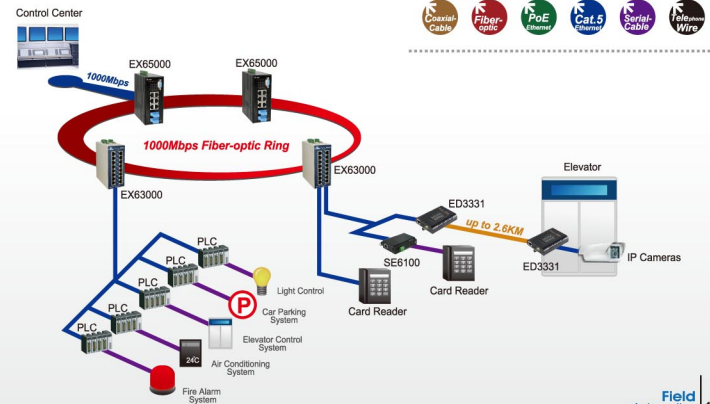 Control Center
Coaxial-
Cable
Fiber-
optic
PoE
Ethernet
Cat.5
Ethernet
Serial-
Cable
Telephone
Wire
EX65000
EX65000
1000Mbps
1000Mbps Fiber-optic Ring
EX63000
EX63000
Elevator
ED3331
up to 2.6KM
ED3331
IP Cameras
SE6100
Card Reader
Card Reader
PLC
PLC
PLC
PLC
PLC
Light Control
P
Car Parking
System
Elevator Control
System
24°C
Air Conditioning
System
Fire Alarm
System
Field